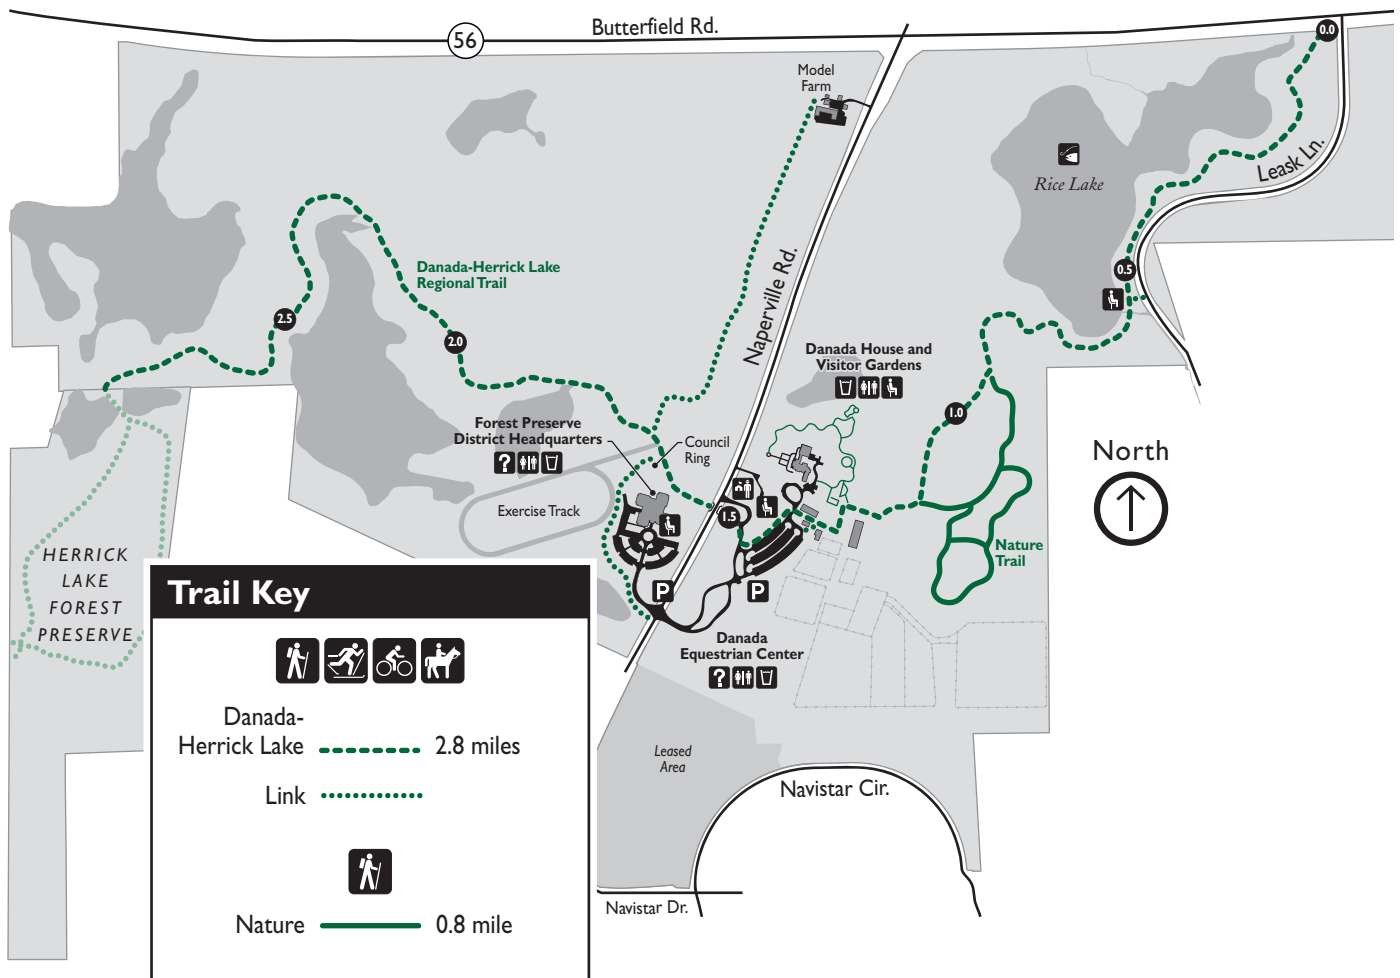 Butterfield Rd.
56
0.0
Model
Farm
Leask Ln.
Rice Lake
Naperville Rd.
Danada-Herrick Lake
Regional Trail
0.5
2.5
2.0
Danada House and
Visitor Gardens
1.0
Forest Preserve
District Headquarters
?
Council
Ring
North
Exercise Track
1.5
Nature
Trail
HERRICK
LAKE
FOREST
PRESERVE
P
P
Danada
Equestrian Center
?
Leased
Area
Navistar Cir.
Navistar Dr.
Trail Key
Danada-
Herrick Lake 2.8 miles
Link
Nature 0.8 mile